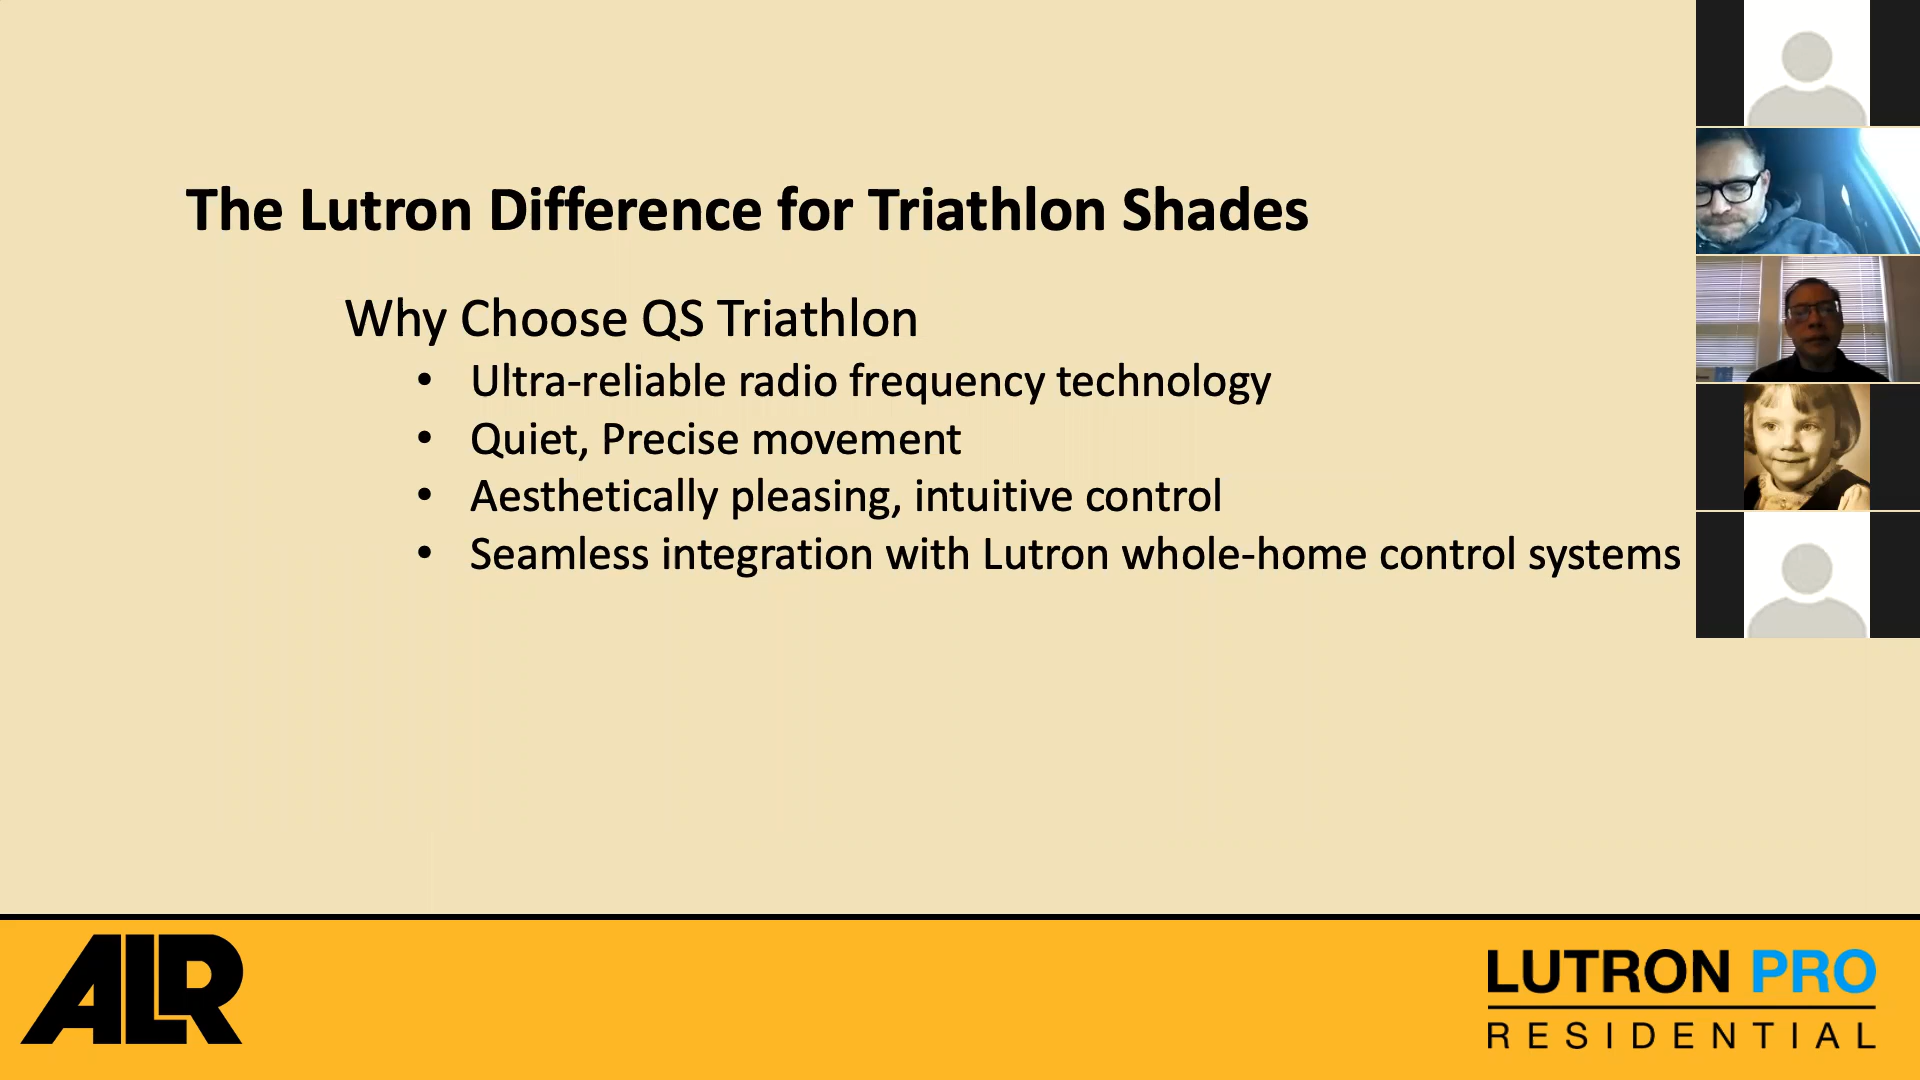 The Lutron Difference for Triathlon Shades
Why Choose QS Triathlon
• Ultra-reliable radio frequency technology
• Quiet, Precise movement
• Aesthetically pleasing, intuitive control
• Seamless integration with Lutron whole-home control systems
ALR
LUTRON PRO
RESIDENTIAL